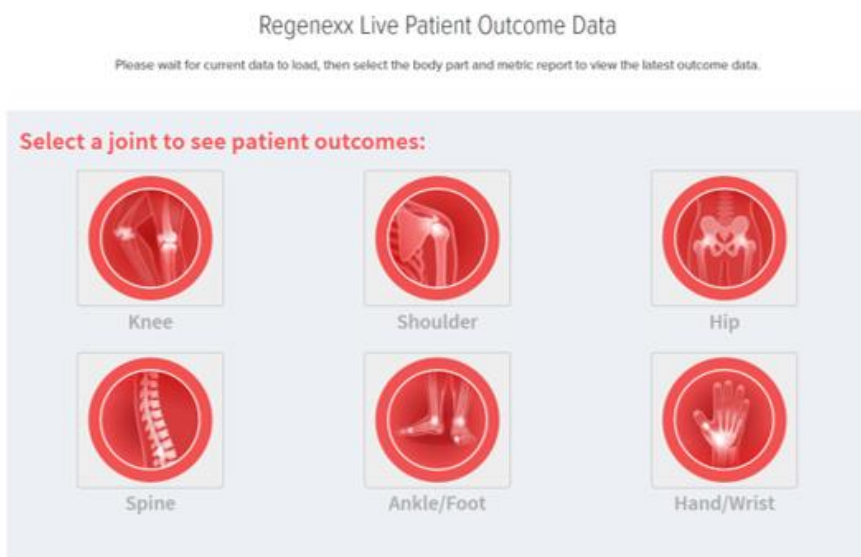 Regenexx Live Patient Outcome Data
Please wait for current data to load, then select the body part and metric report to view the latest outcome data.
Select a joint to see patient outcomes:
Knee
Shoulder
Hip
Spine
Ankle/Foot
Hand/Wrist